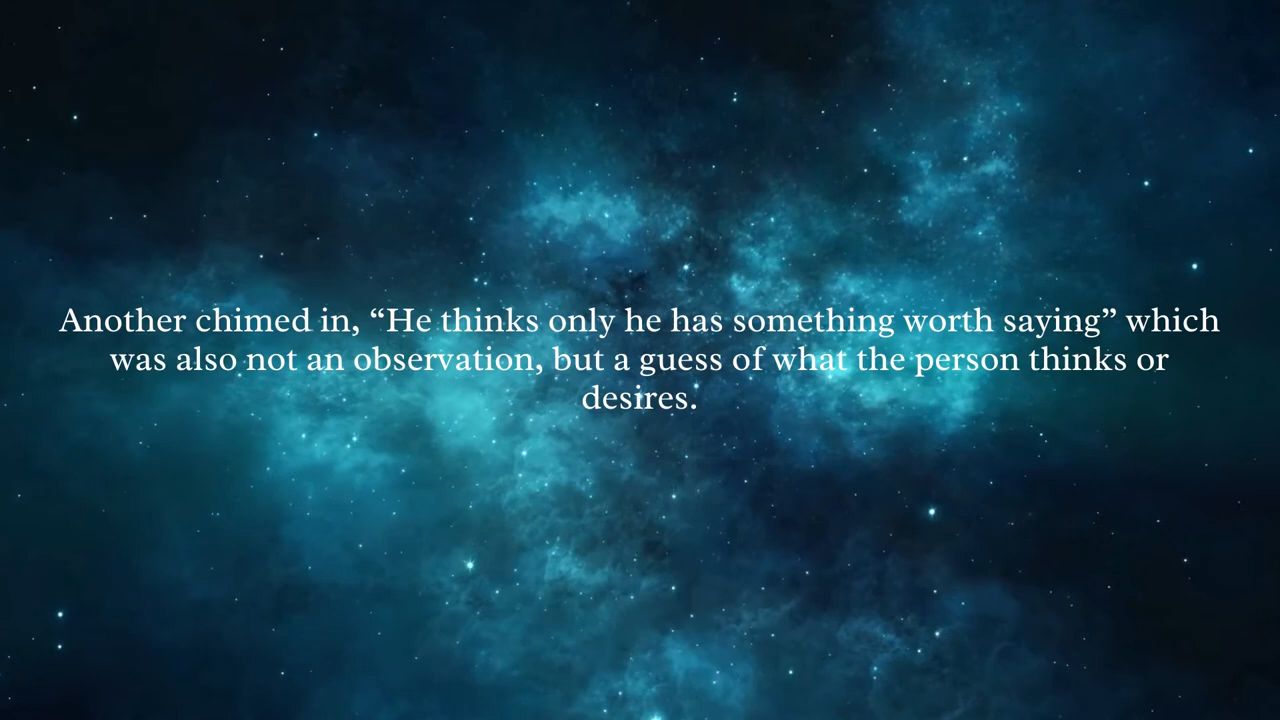 Another chimed in, “He thinks only he has something worth saying” which
was also not an observation, but a guess of what the person thinks or
desires.